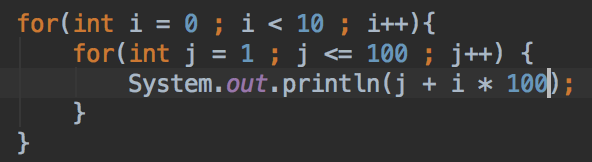 for(int i = 0 ; i < 10 ; i++){
    for(int j = 1 ; j <= 100 ; j++) {
        System.out.println(j + i * 100);
    }
}